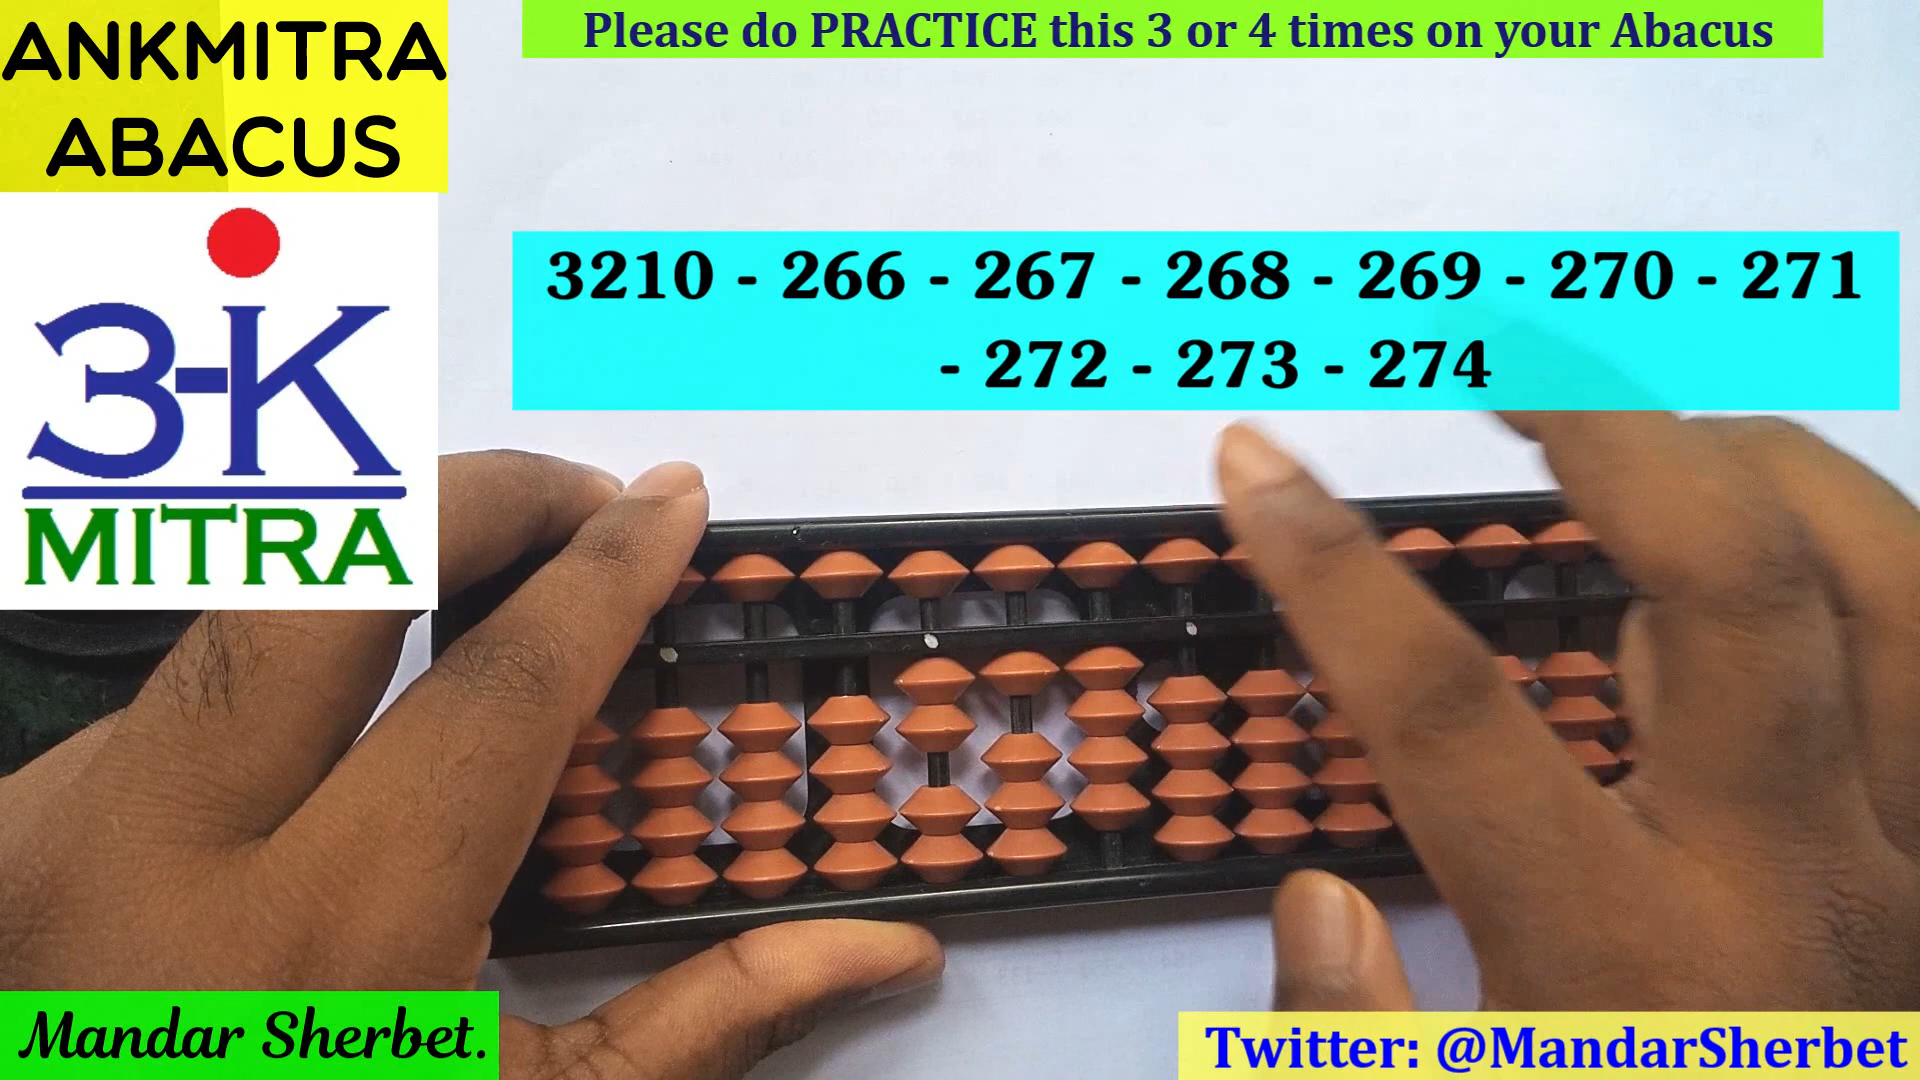 ANKMITRA
ABACUS
Please do PRACTICE this 3 or 4 times on your Abacus
3210 - 266 - 267 - 268 - 269 - 270 - 271
- 272 - 273 - 274
3-K
MITRA
Mandar Sherbet.
Twitter: @MandarSherbet